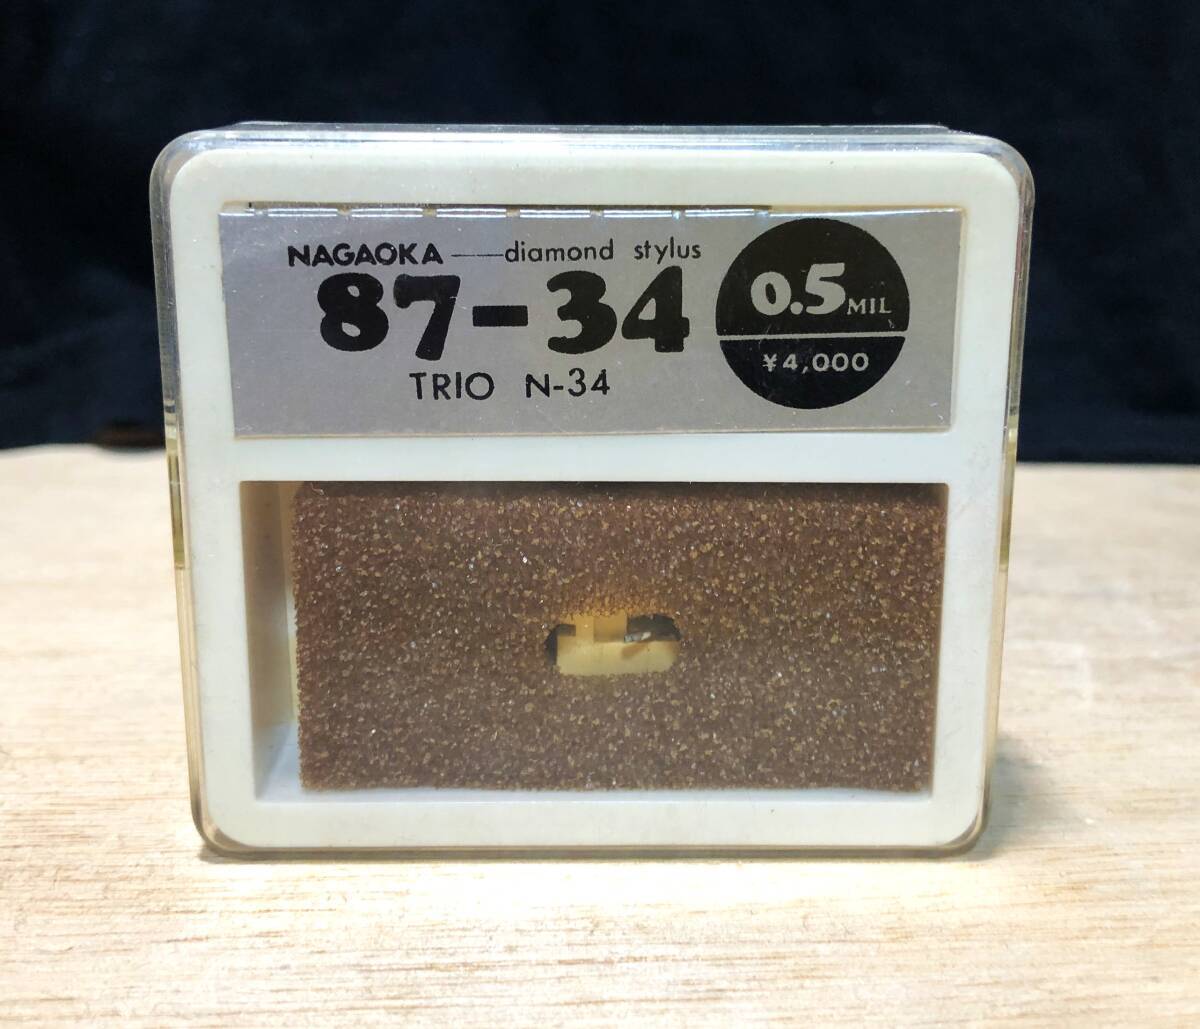 NAGAOKA — diamond stylus
87-34
TRIO N-34
0.5 MIL
¥4,000